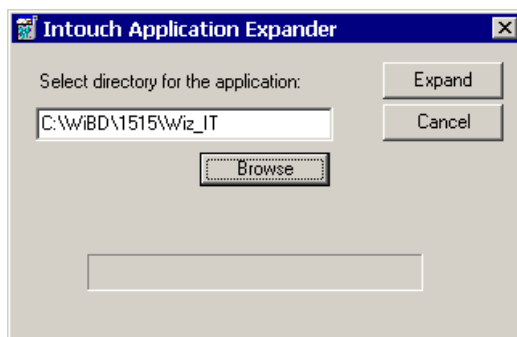 Intouch Application Expander
Select directory for the application:
Expand
C:\WiBD\1515\Wiz_IT
Cancel
Browse